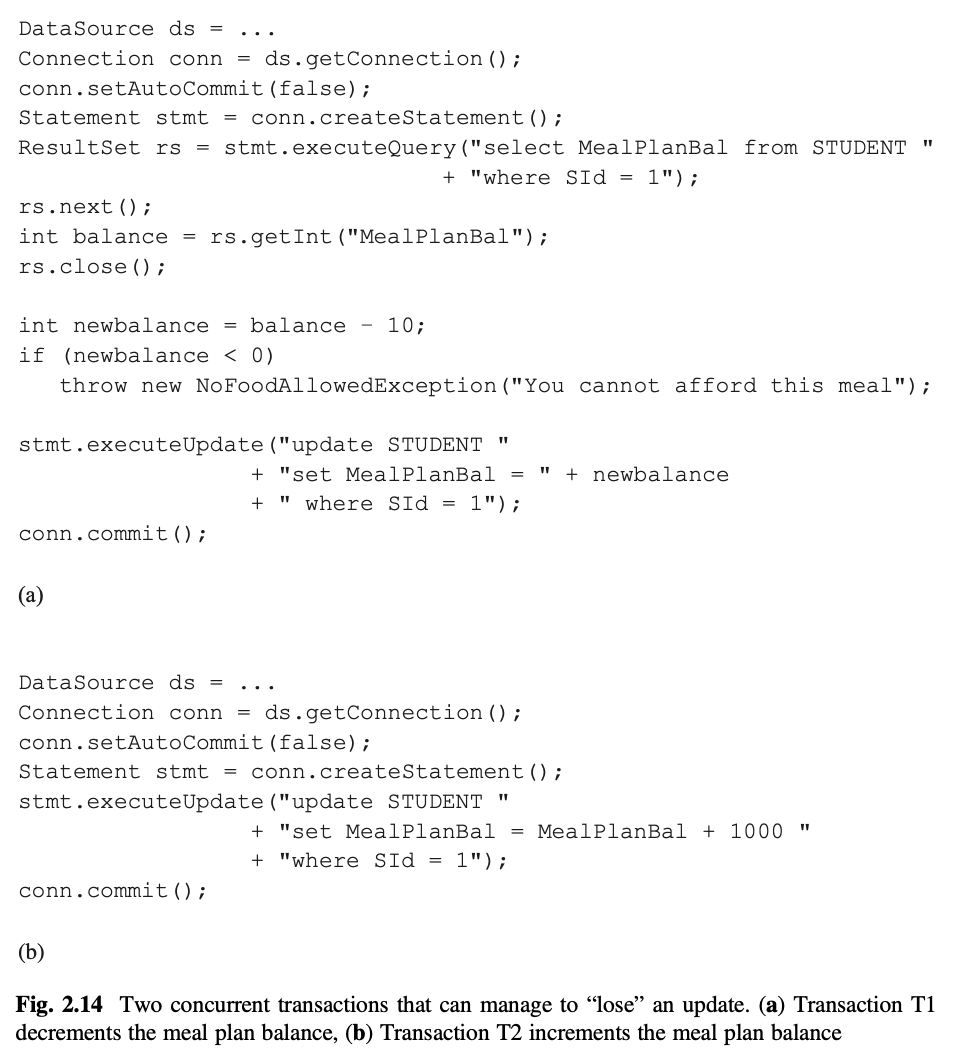 DataSource ds = ...
Connection conn = ds.getConnection();
conn.setAutoCommit(false);
Statement stmt = conn.createStatement();
ResultSet rs = stmt.executeQuery("select MealPlanBal from STUDENT "
                               + "where SId = 1");
rs.next();
int balance = rs.getInt("MealPlanBal");
rs.close();

int newbalance = balance – 10;
if (newbalance < 0)
   throw new NoFoodAllowedException("You cannot afford this meal");

stmt.executeUpdate("update STUDENT "
                 + "set MealPlanBal = " + newbalance
                 + " where SId = 1");
conn.commit();

(a)

DataSource ds = ...
Connection conn = ds.getConnection();
conn.setAutoCommit(false);
Statement stmt = conn.createStatement();
stmt.executeUpdate("update STUDENT "
                 + "set MealPlanBal = MealPlanBal + 1000 "
                 + "where SId = 1");
conn.commit();

(b)

Fig. 2.14 Two concurrent transactions that can manage to “lose” an update. (a) Transaction T1
decrements the meal plan balance, (b) Transaction T2 increments the meal plan balance